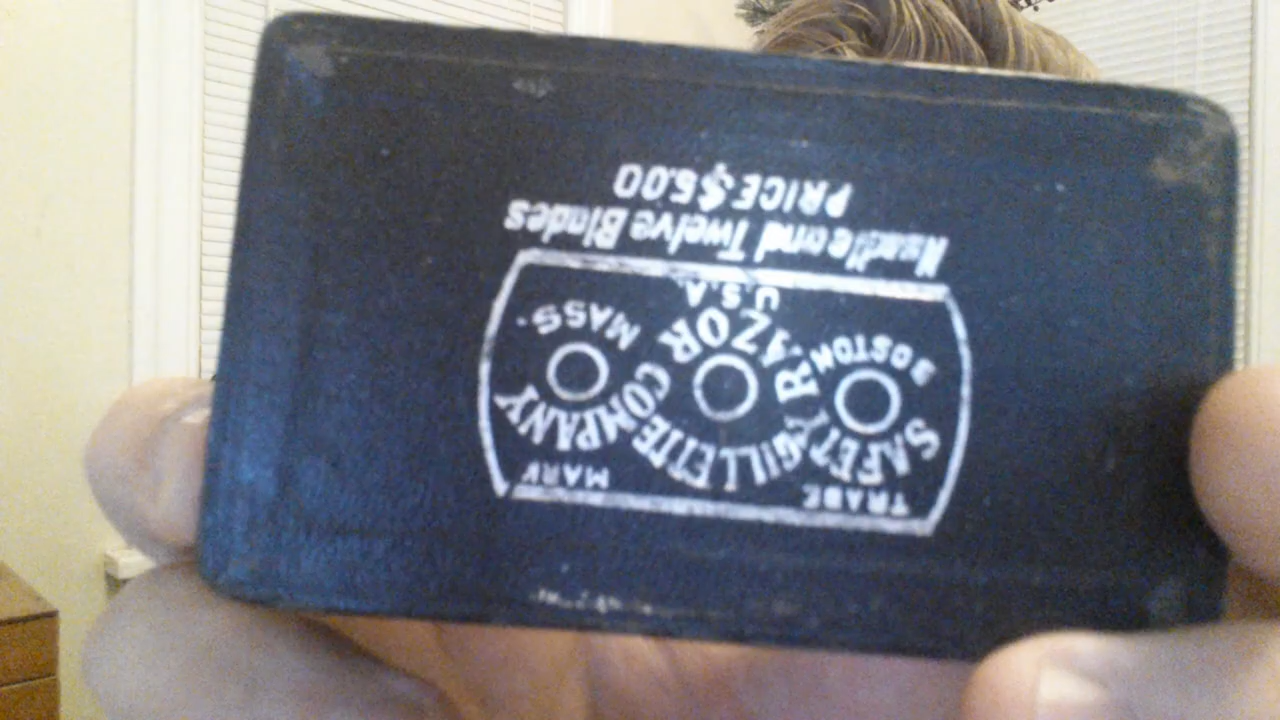 TRADE MARK
GILLETTE
SAFETY RAZOR COMPANY
BOSTON MASS.
U.S.A.
Handle and Twelve Blades
PRICE $5.00